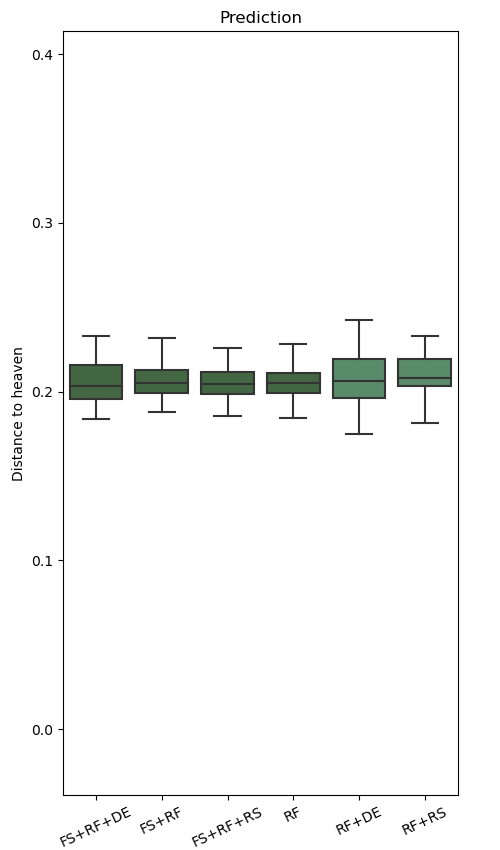 Prediction
Distance to heaven
0.4
0.3
0.2
0.1
0.0
FS+RF+DE
FS+RF
FS+RF+RS
RF
RF+DE
RF+RS